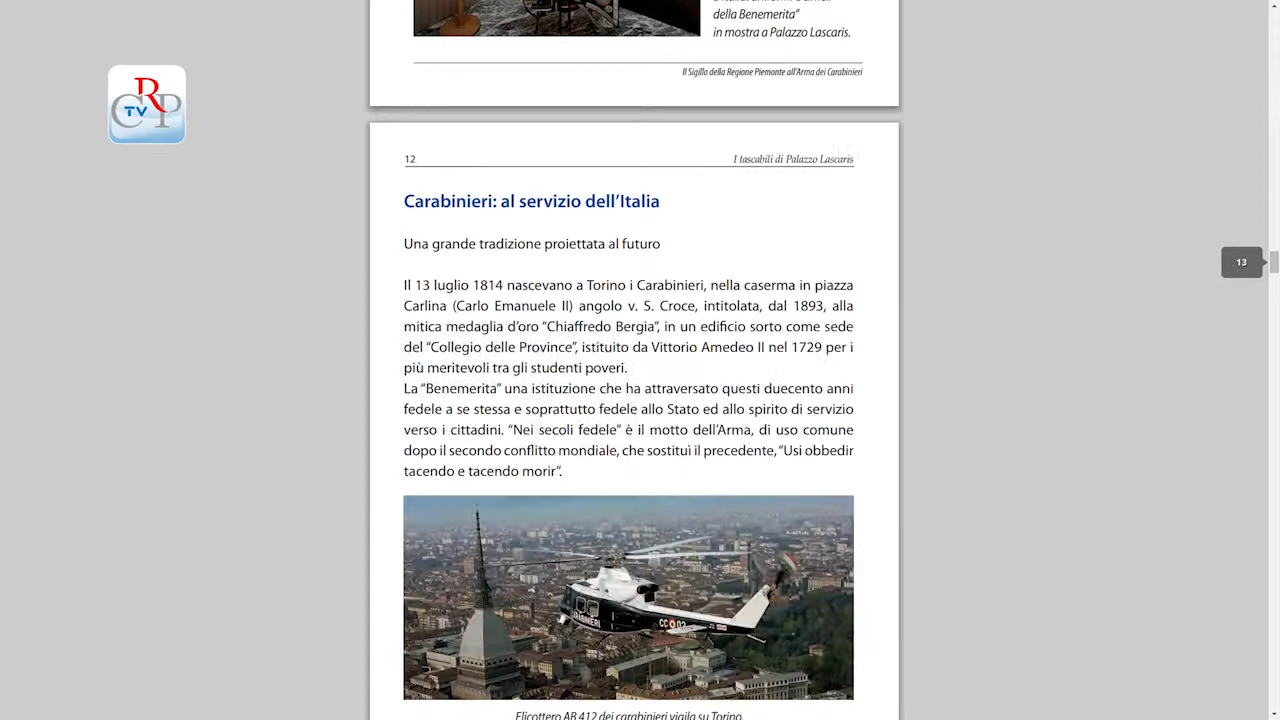 della Benemerita”
in mostra a Palazzo Lascaris.
Il Sigillo della Regione Piemonte all’Arma dei Carabinieri
CRP
TV
12
I tascabili di Palazzo Lascaris
Carabinieri: al servizio dell’Italia
Una grande tradizione proiettata al futuro
13
Il 13 luglio 1814 nascevano a Torino i Carabinieri, nella caserma in piazza
Carlina (Carlo Emanuele II) angolo v. S. Croce, intitolata, dal 1893, alla
mitica medaglia d’oro “Chiaffredo Bergia”, in un edificio sorto come sede
del “Collegio delle Province”, istituito da Vittorio Amedeo II nel 1729 per i
più meritevoli tra gli studenti poveri.
La “Benemerita” una istituzione che ha attraversato questi duecento anni
fedele a se stessa e soprattutto fedele allo Stato ed allo spirito di servizio
verso i cittadini. “Nei secoli fedele” è il motto dell’Arma, di uso comune
dopo il secondo conflitto mondiale, che sostituì il precedente, “Usi obbedir
tacendo e tacendo morir”.
CARABINIERI
CC 02
Elicottero AB 412 dei carabinieri vigila su Torino.